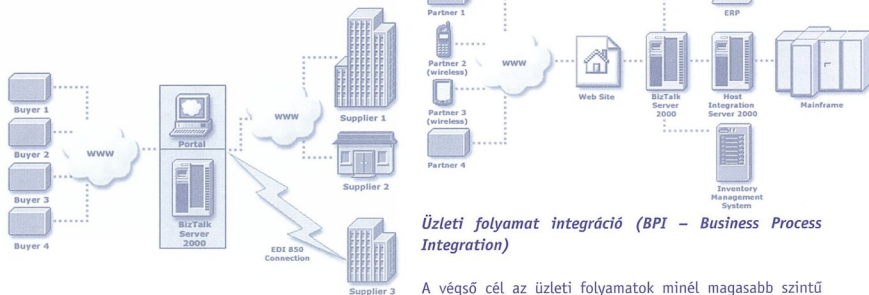 Buyer 1
Buyer 2
Buyer 3
Buyer 4
WWW
Portal
BizTalk
Server
2000
WWW
EDI 850
Connection
Supplier 1
Supplier 2
Supplier 3
Partner 1
Partner 2
(wireless)
Partner 3
(wireless)
Partner 4
WWW
Web Site
BizTalk
Server
2000
ERP
Host
Integration
Server 2000
Mainframe
Inventory
Management
System
Üzleti folyamat integráció (BPI – Business Process
Integration)
A végső cél az üzleti folyamatok minél magasabb szintű